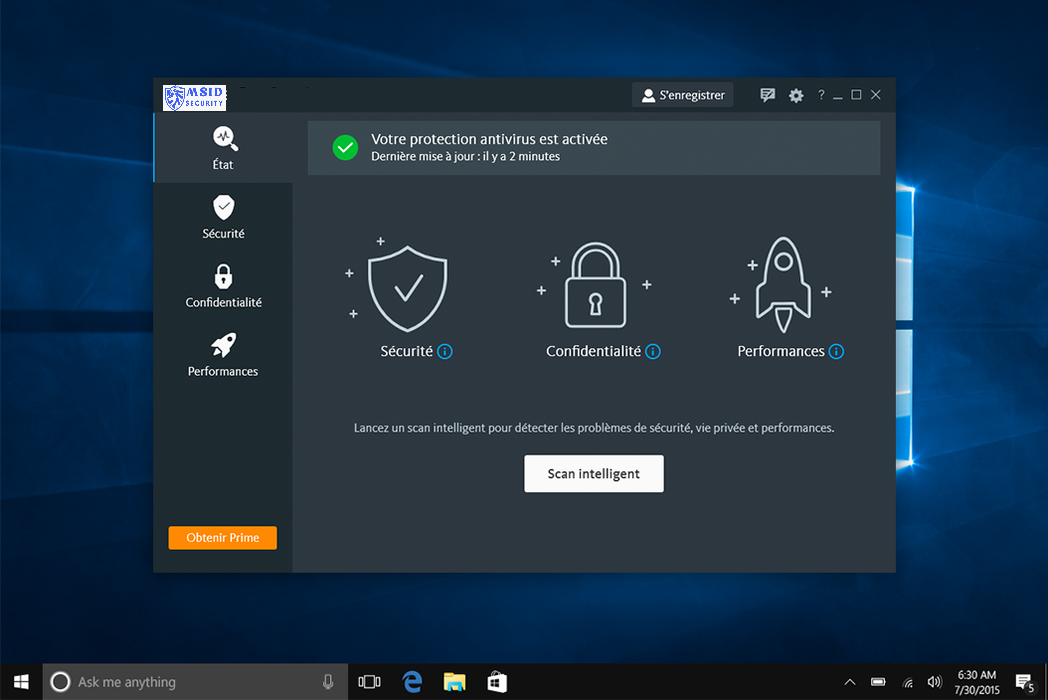 MSID
SECURITY
S'enregistrer
?
État
Votre protection antivirus est activée
Dernière mise à jour : il y a 2 minutes
Sécurité
Confidentialité
Performances
Sécurité
Confidentialité
Performances
Lancez un scan intelligent pour détecter les problèmes de sécurité, vie privée et performances.
Scan intelligent
Obtenir Prime
Ask me anything
6:30 AM
7/30/2015
5